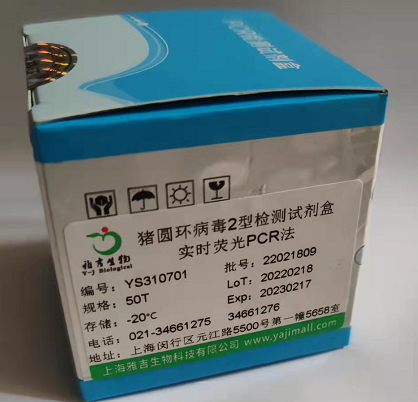 猪圆环病毒2型检测试剂盒
实时荧光PCR法
雅吉生物
Y-J Biological
编号: YS310701
批号: 22021809
规格: 50T
LoT: 20220218
存储: -20℃
Exp: 20230217
电话: 021-34661275 34661276
地址: 上海闵行区元江路5500号第一幢5658室
上海雅吉生物科技有限公司 www.yajimall.com